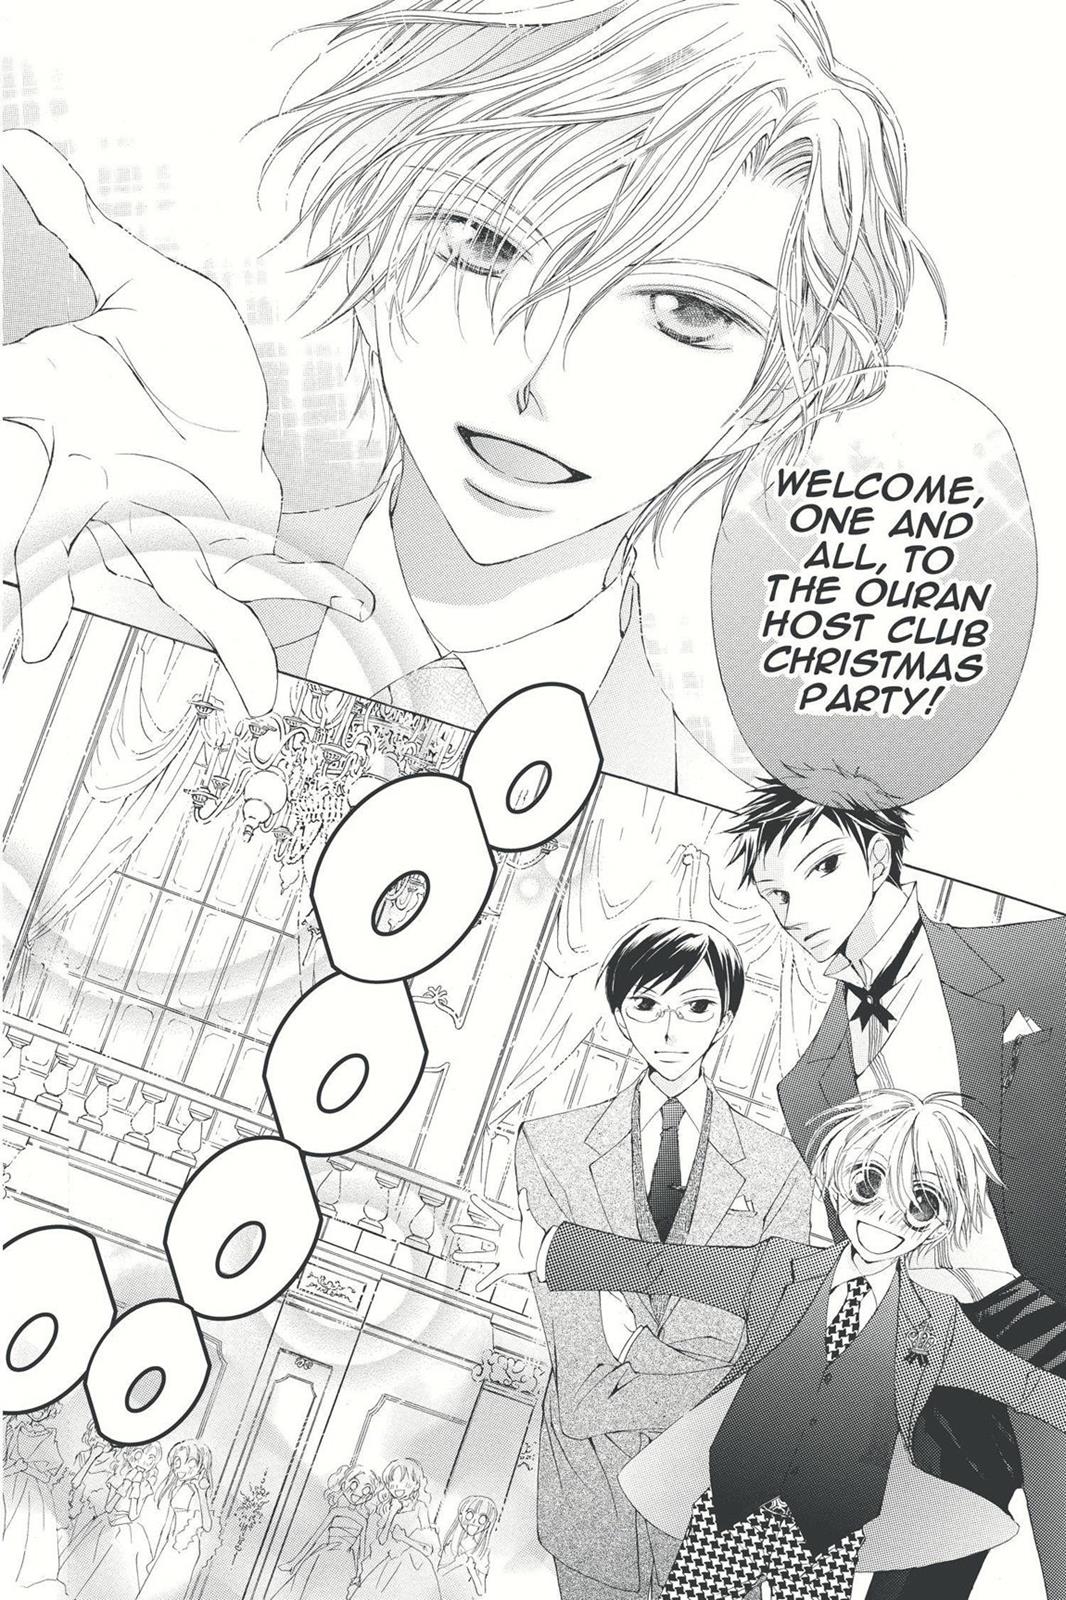 WELCOME,
ONE AND
ALL, TO
THE OURAN
HOST CLUB
CHRISTMAS
PARTY!